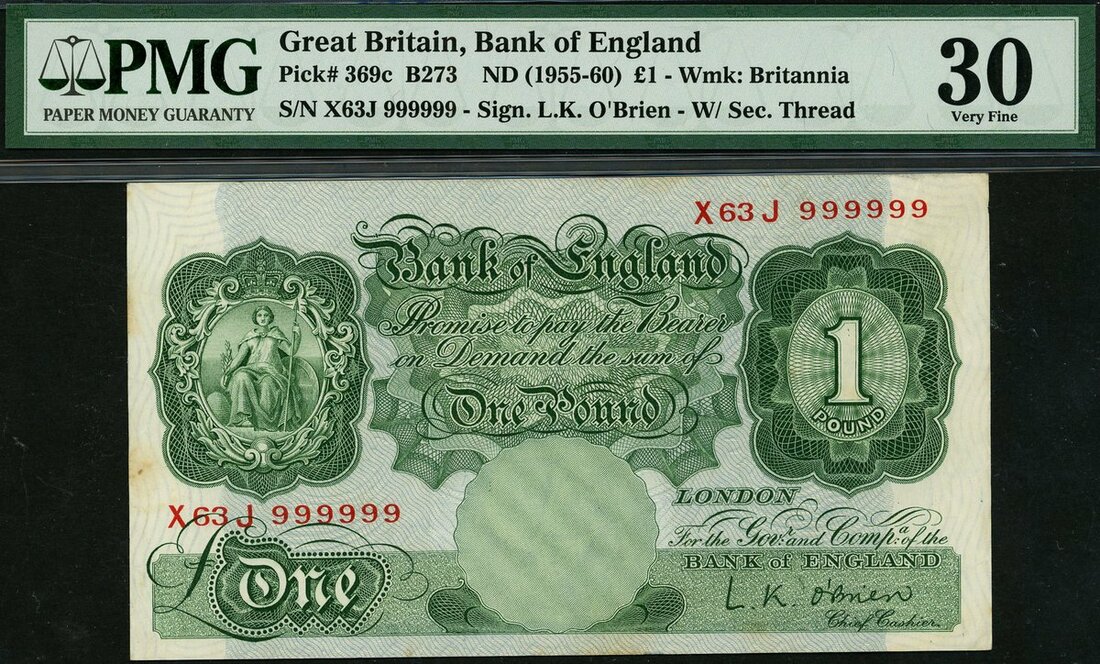 PMG
PAPER MONEY GUARANTY
Great Britain, Bank of England
Pick# 369c B273 ND (1955-60) £1 - Wmk: Britannia
S/N X63J 999999 - Sign. L.K. O'Brien - W/ Sec. Thread
30
Very Fine
X63J 999999
Bank of England
Promise to pay the Bearer
on Demand the sum of
One Pound
1
POUND
X63J 999999
£One
LONDON
For the Govr. and Compa. of the
BANK OF ENGLAND
L. K. O'Brien
Chief Cashier.